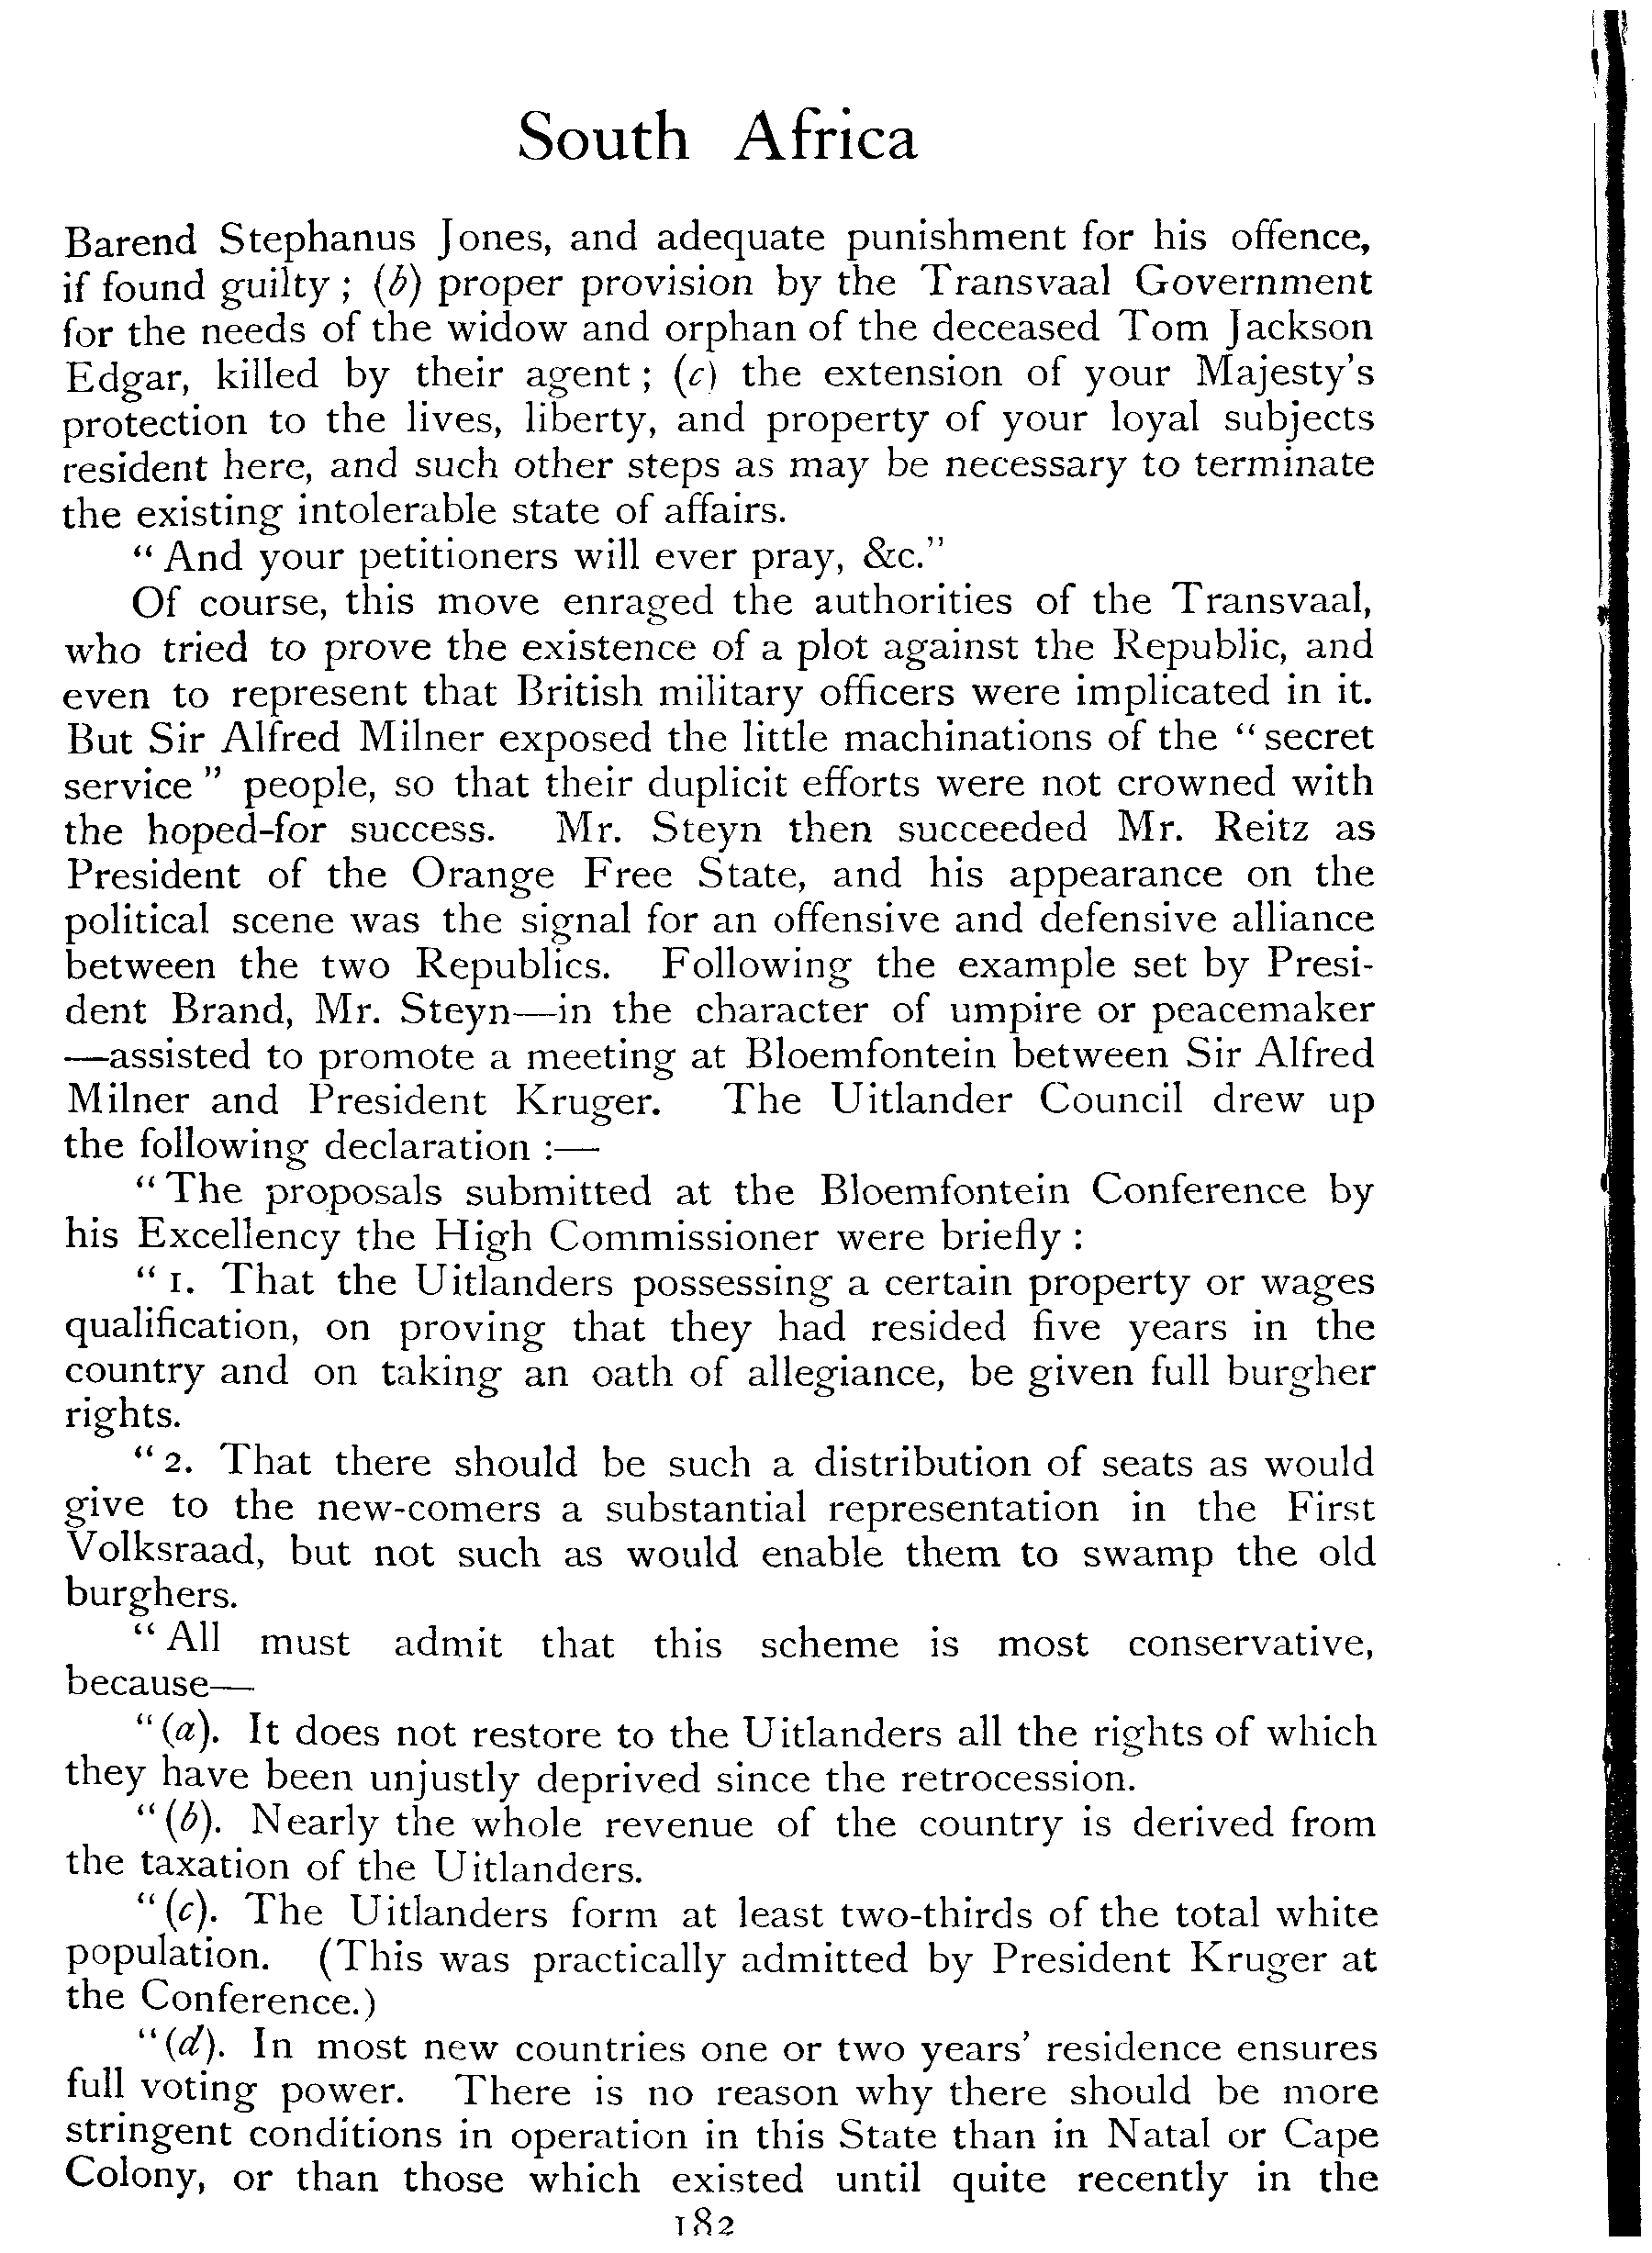 South Africa
Barend Stephanus Jones, and adequate punishment for his offence,
if found guilty ; (b) proper provision by the Transvaal Government
for the needs of the widow and orphan of the deceased Tom Jackson
Edgar, killed by their agent ; (c) the extension of your Majesty's
protection to the lives, liberty, and property of your loyal subjects
resident here, and such other steps as may be necessary to terminate
the existing intolerable state of affairs.
“ And your petitioners will ever pray, &c.”
Of course, this move enraged the authorities of the Transvaal,
who tried to prove the existence of a plot against the Republic, and
even to represent that British military officers were implicated in it.
But Sir Alfred Milner exposed the little machinations of the “ secret
service ” people, so that their duplicit efforts were not crowned with
the hoped-for success. Mr. Steyn then succeeded Mr. Reitz as
President of the Orange Free State, and his appearance on the
political scene was the signal for an offensive and defensive alliance
between the two Republics. Following the example set by Presi-
dent Brand, Mr. Steyn—in the character of umpire or peacemaker
—assisted to promote a meeting at Bloemfontein between Sir Alfred
Milner and President Kruger. The Uitlander Council drew up
the following declaration :—
“ The proposals submitted at the Bloemfontein Conference by
his Excellency the High Commissioner were briefly :
“ 1. That the Uitlanders possessing a certain property or wages
qualification, on proving that they had resided five years in the
country and on taking an oath of allegiance, be given full burgher
rights.
“ 2. That there should be such a distribution of seats as would
give to the new-comers a substantial representation in the First
Volksraad, but not such as would enable them to swamp the old
burghers.
“ All must admit that this scheme is most conservative,
because—
“ (a). It does not restore to the Uitlanders all the rights of which
they have been unjustly deprived since the retrocession.
“ (b). Nearly the whole revenue of the country is derived from
the taxation of the Uitlanders.
“ (c). The Uitlanders form at least two-thirds of the total white
population. (This was practically admitted by President Kruger at
the Conference.)
“ (d). In most new countries one or two years' residence ensures
full voting power. There is no reason why there should be more
stringent conditions in operation in this State than in Natal or Cape
Colony, or than those which existed until quite recently in the
182